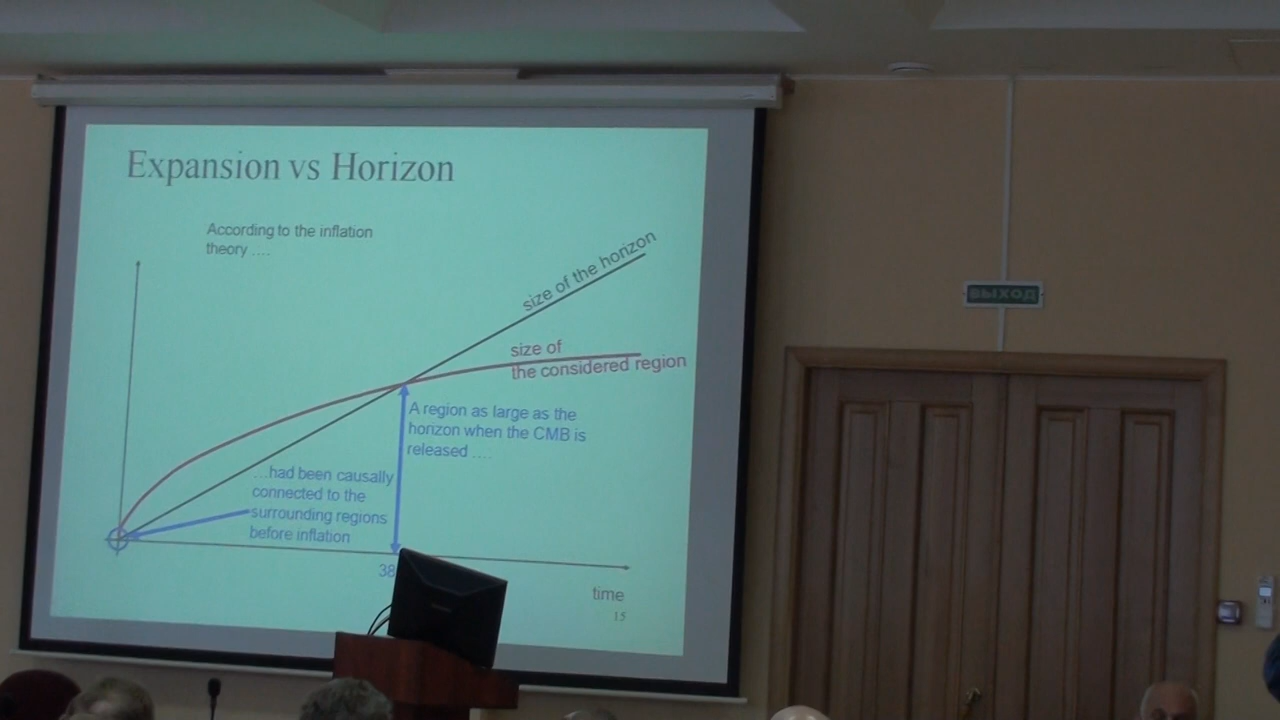 Expansion vs Horizon
According to the inflation
theory ....
size of the horizon
size of
the considered region
A region as large as the
horizon when the CMB is
released ....
...had been causally
connected to the
surrounding regions
before inflation
38
time
15
ВЫХОД